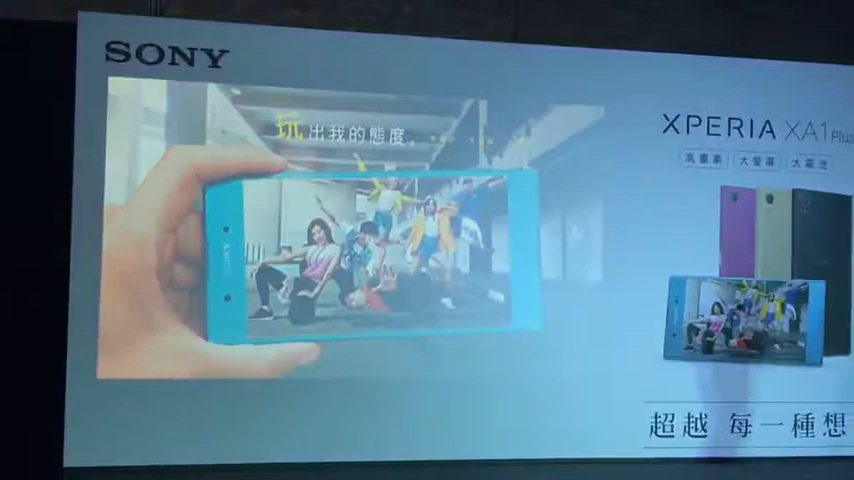 SONY
玩出我的態度。
XPERIA XA1 Plus
高畫素 大螢幕 大電池
SONY
超越 每一種想